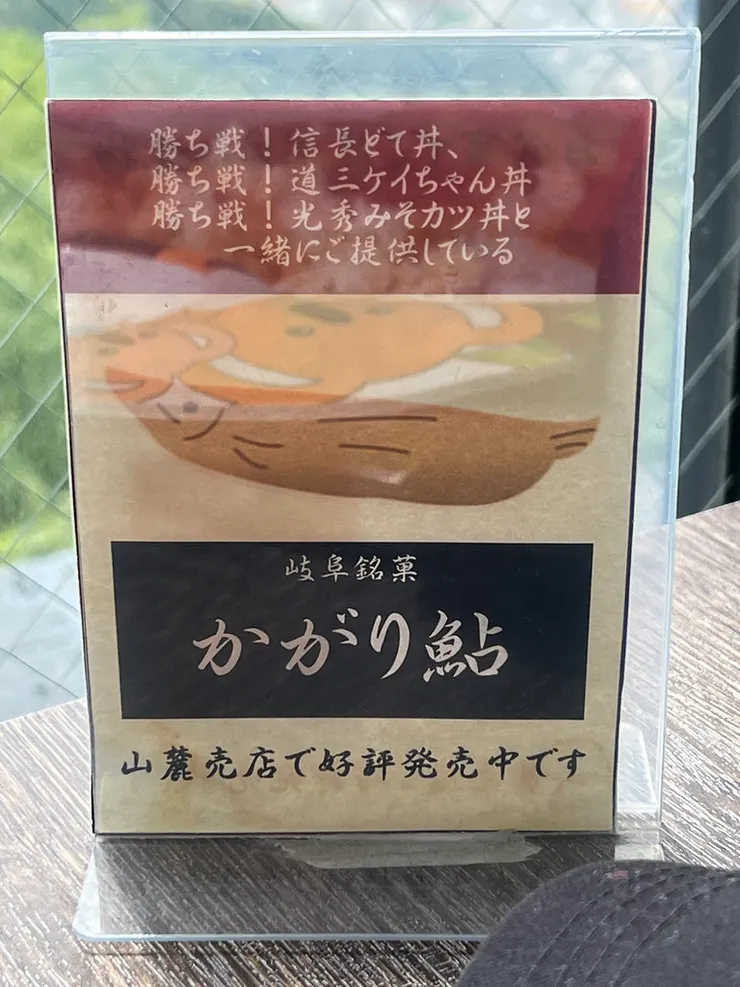 勝ち戦！信長どて丼、
勝ち戦！道三ケイちゃん丼
勝ち戦！光秀みそカツ丼と
一緒にご提供している
岐阜銘菓
かがり鮎
山麓売店で好評発売中です